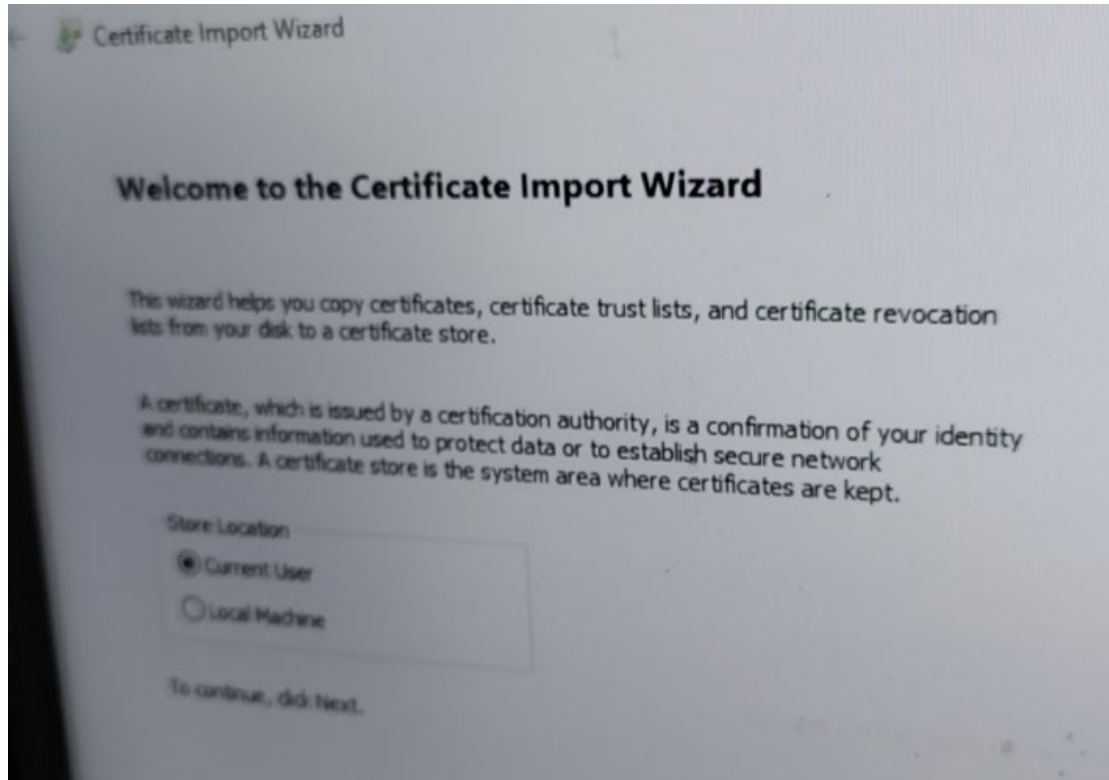 Certificate Import Wizard
Welcome to the Certificate Import Wizard
This wizard helps you copy certificates, certificate trust lists, and certificate revocation
lists from your disk to a certificate store.
A certificate, which is issued by a certification authority, is a confirmation of your identity
and contains information used to protect data or to establish secure network
connections. A certificate store is the system area where certificates are kept.
Store Location
Current User
Local Machine
To continue, click Next.